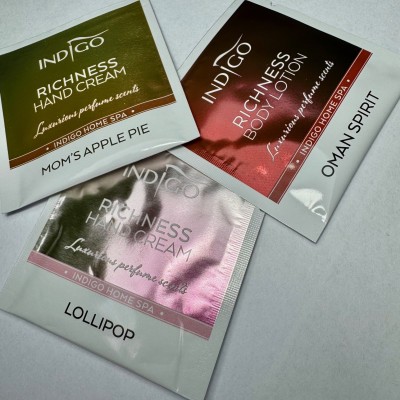 INDIGO
RICHNESS
HAND CREAM
Luxurious perfume scents
• INDIGO HOME SPA •
MOM'S APPLE PIE
INDIGO
RICHNESS
BODY LOTION
Luxurious perfume scents
• INDIGO HOME SPA •
OMAN SPIRIT
INDIGO
RICHNESS
HAND CREAM
Luxurious perfume scents
• INDIGO HOME SPA •
LOLLIPOP